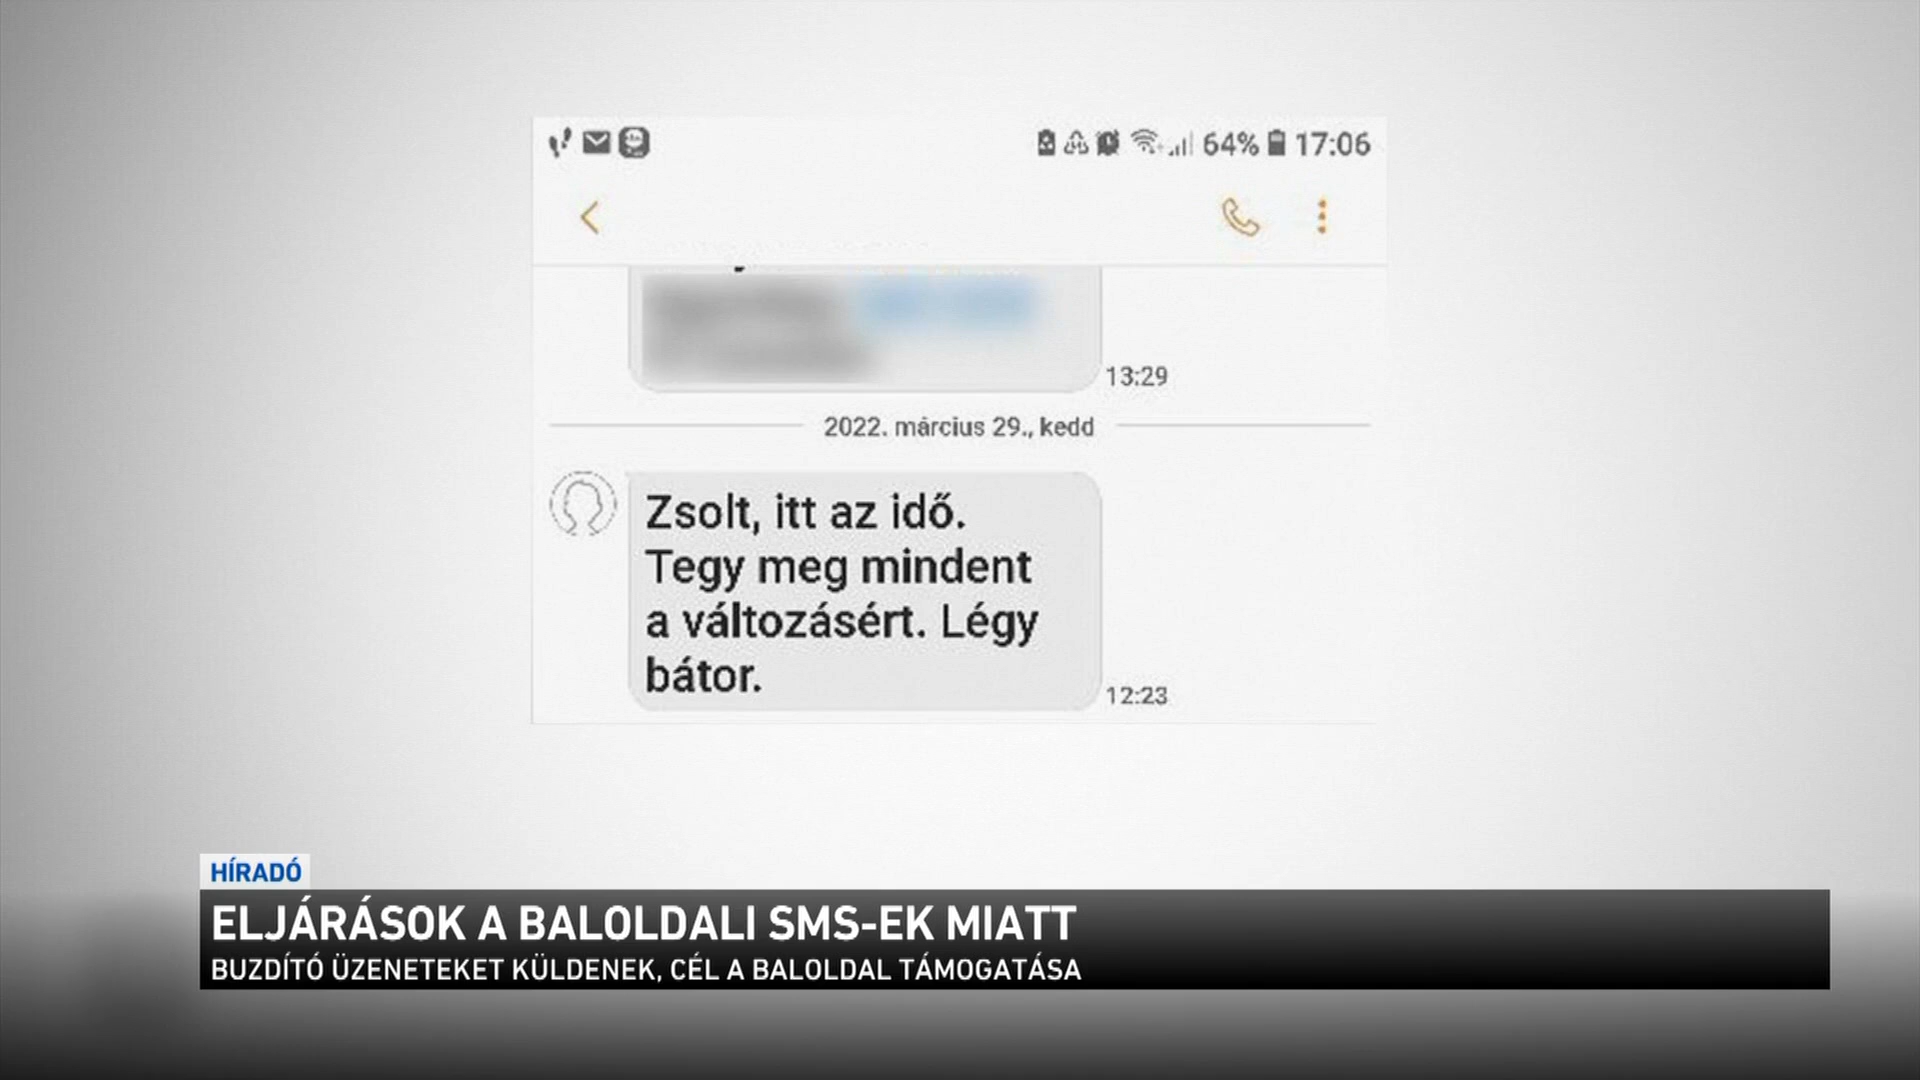 64% 17:06
13:29
2022. március 29., kedd
Zsolt, itt az idő.
Tegy meg mindent
a változásért. Légy
bátor.
12:23
HÍRADÓ
ELJÁRÁSOK A BALOLDALI SMS-EK MIATT
BUZDÍTÓ ÜZENETEKET KÜLDENEK, CÉL A BALOLDAL TÁMOGATÁSA